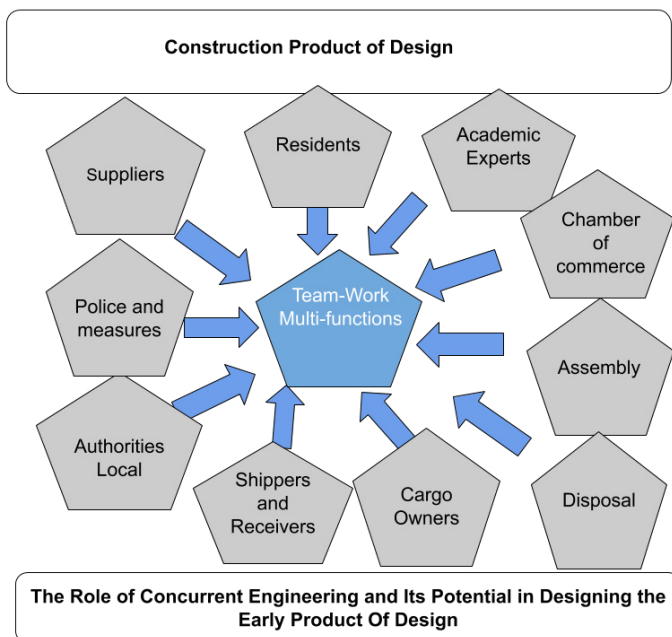 Construction Product of Design
Residents
Academic
Experts
Suppliers
Chamber
of
commerce
Team-Work
Multi-functions
Police and
measures
Assembly
Authorities
Local
Shippers
and
Receivers
Cargo
Owners
Disposal
The Role of Concurrent Engineering and Its Potential in Designing the
Early Product Of Design